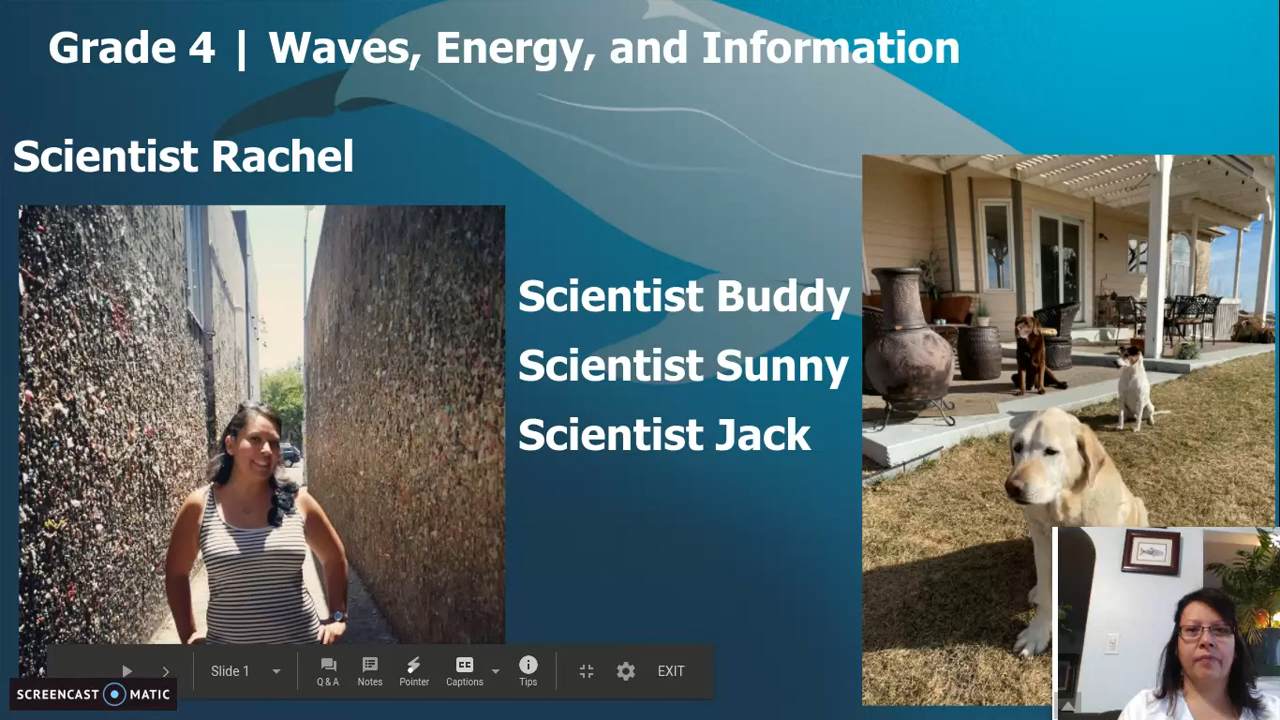 Grade 4 | Waves, Energy, and Information
Scientist Rachel
Scientist Buddy
Scientist Sunny
Scientist Jack
Slide 1
Q & A
Notes
Pointer
CC
Captions
Tips
EXIT
SCREENCAST MATIC